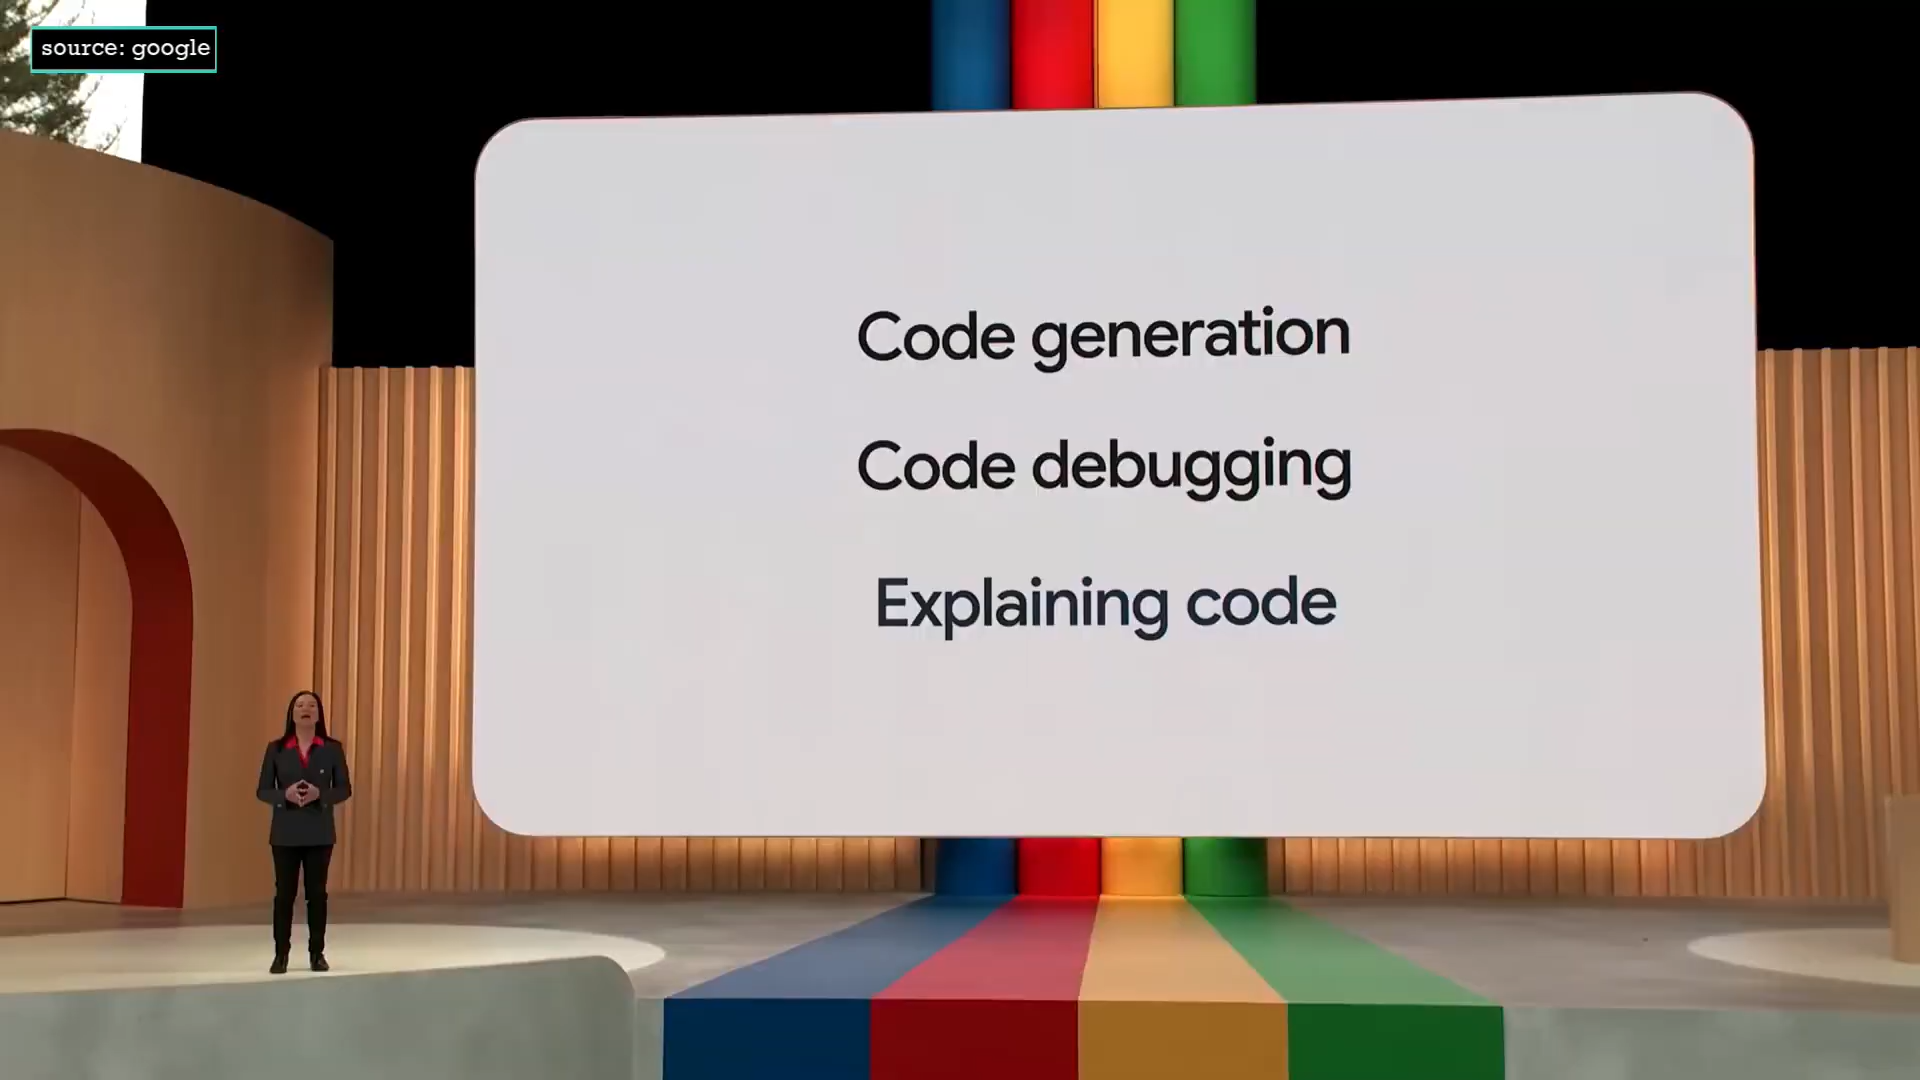 source: google
Code generation
Code debugging
Explaining code